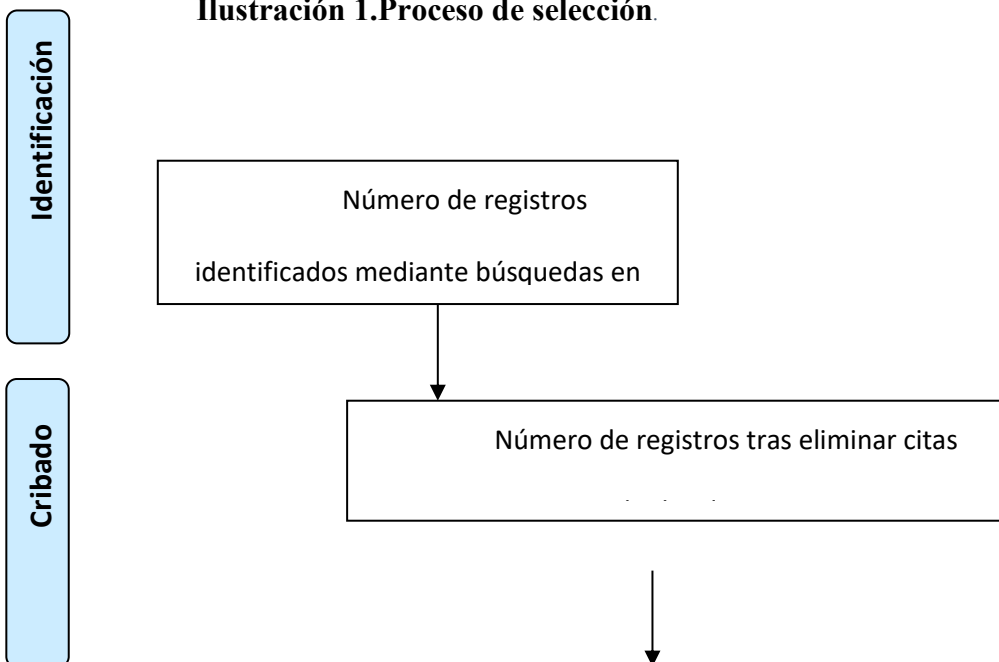 Ilustración 1.Proceso de selección.
Identificación
Número de registros
identificados mediante búsquedas en
Cribado
Número de registros tras eliminar citas